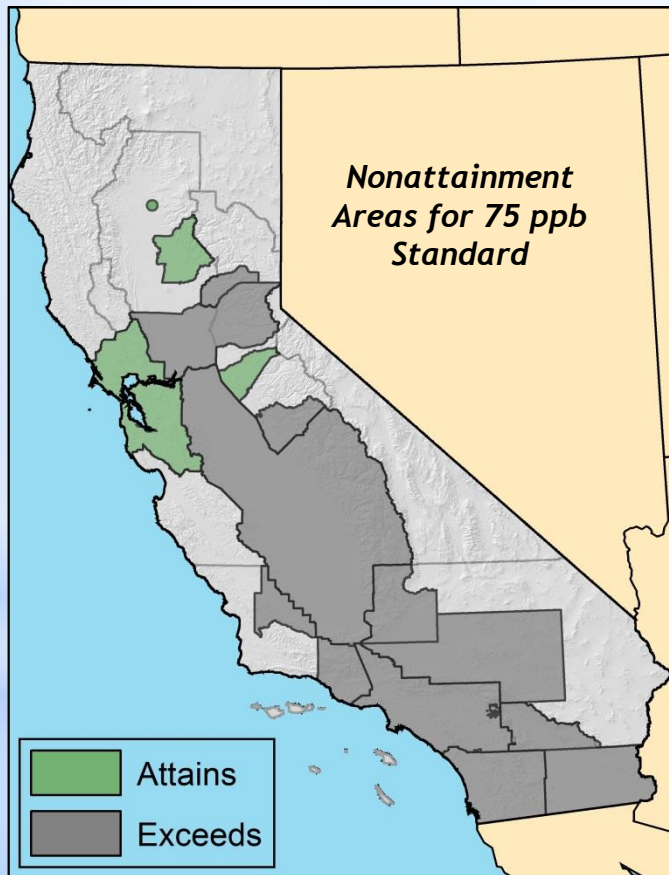 Nonattainment
Areas for 75 ppb
Standard
Attains
Exceeds